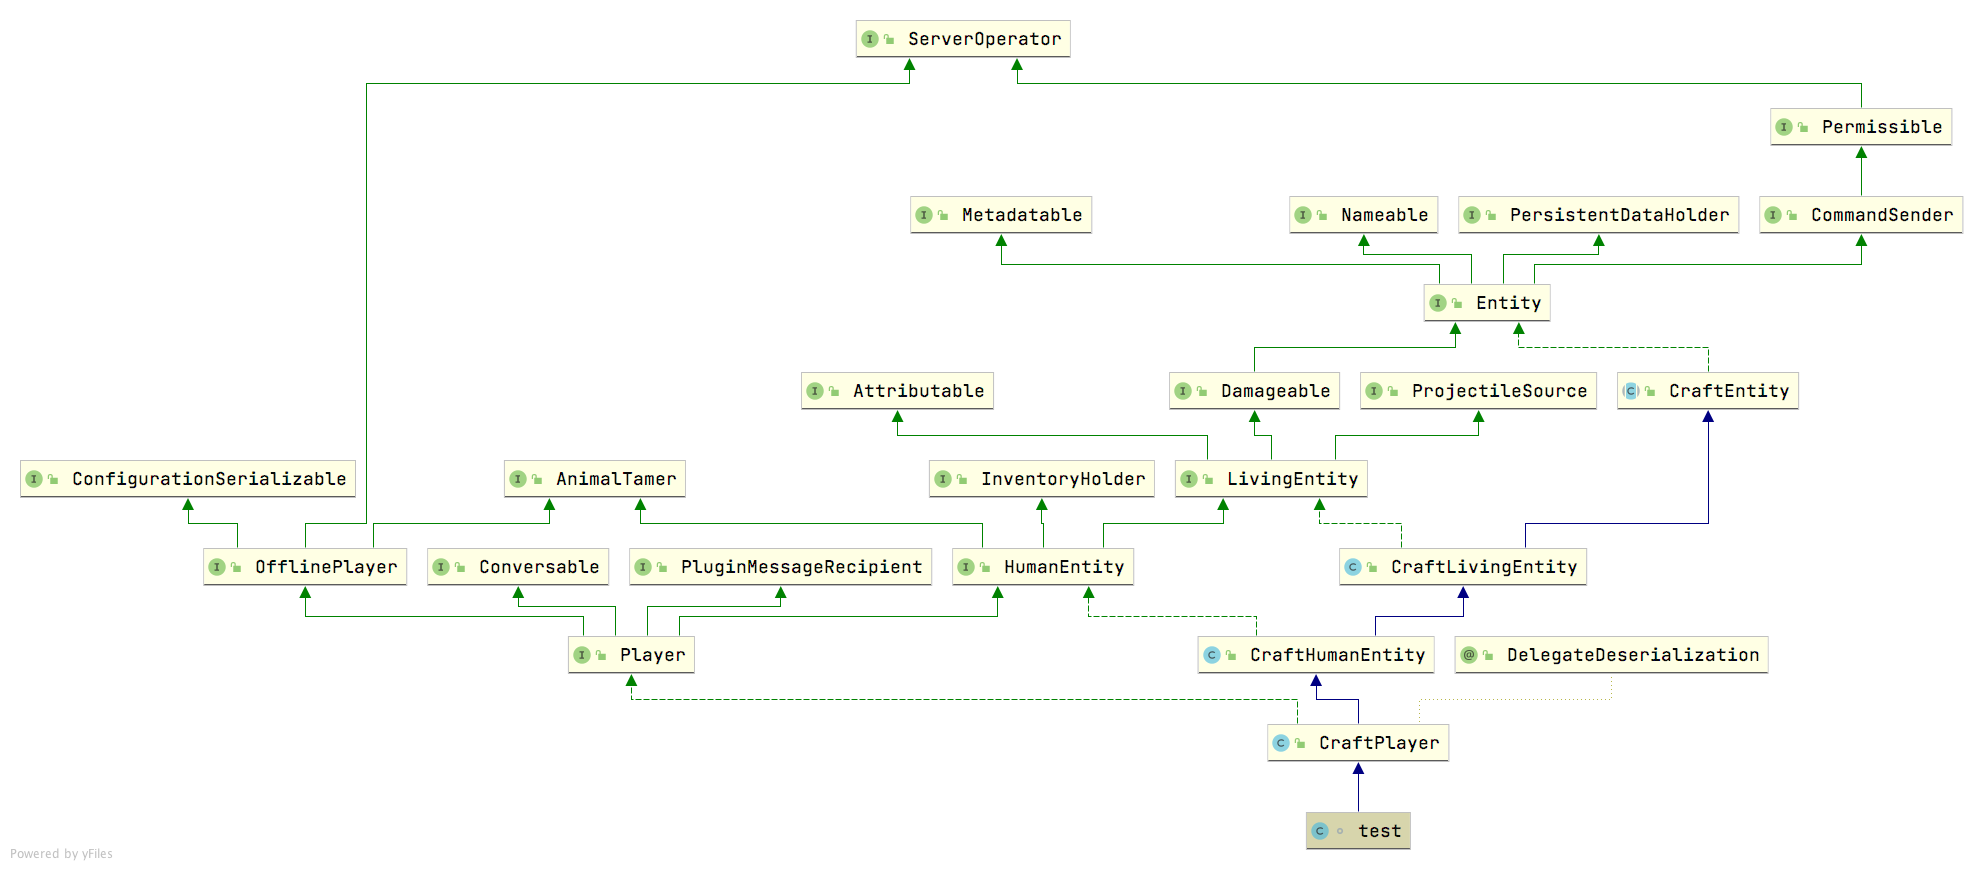 ServerOperator
Permissible
Metadatable
Nameable
PersistentDataHolder
CommandSender
Entity
Attributable
Damageable
ProjectileSource
CraftEntity
ConfigurationSerializable
AnimalTamer
InventoryHolder
LivingEntity
OfflinePlayer
Conversable
PluginMessageRecipient
HumanEntity
CraftLivingEntity
Player
CraftHumanEntity
DelegateDeserialization
CraftPlayer
test
Powered by yFiles